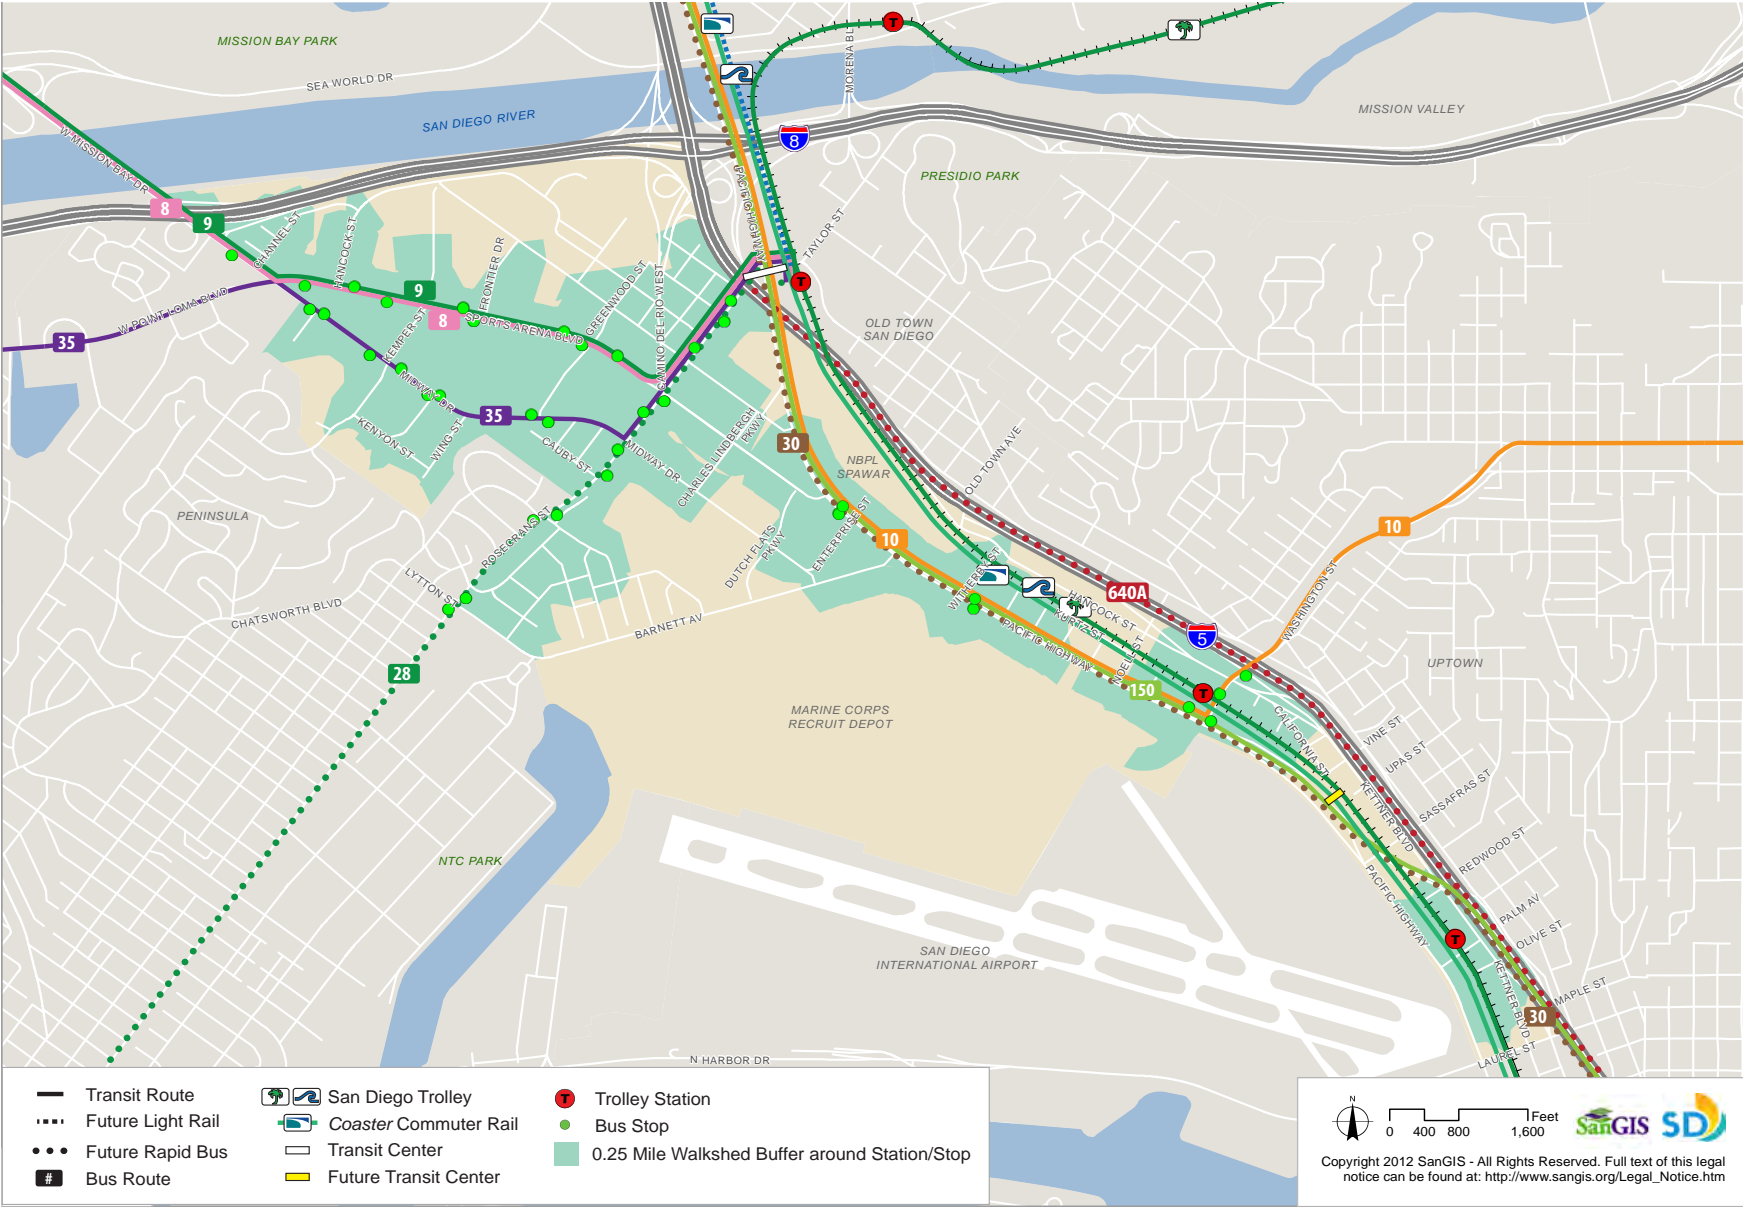 MISSION BAY PARK
SEA WORLD DR
SAN DIEGO RIVER
MORENA BL
MISSION VALLEY
W MISSION BAY DR
8
PRESIDIO PARK
8
9
CHANNEL ST
HANCOCK ST
FRONTIER DR
GREENWOOD ST
CAMINO DEL RIO WEST
PACIFIC HIGHWAY
TAYLOR ST
T
T
9
8
SPORTS ARENA BLVD
W POINT LOMA BLVD
35
KEMPER ST
MIDWAY DR
35
KENYON ST
WING ST
CAUBY ST
MIDWAY DR
CHARLES LINDBERGH
PKWY
OLD TOWN
SAN DIEGO
30
NBPL
SPAWAR
OLD TOWN AVE
PENINSULA
ROSECRANS ST
LYTTON ST
CHATSWORTH BLVD
DUTCH FLATS
PKWY
ENTERPRISE ST
10
10
BARNETT AV
WITHERBY ST
HANCOCK ST
KURTZ ST
PACIFIC HIGHWAY
NOELL ST
640A
5
WASHINGTON ST
UPTOWN
28
150
T
MARINE CORPS
RECRUIT DEPOT
CALIFORNIA ST
VINE ST
UPAS ST
SASSAFRAS ST
KETTNER BLVD
REDWOOD ST
PACIFIC HIGHWAY
PALM AV
OLIVE ST
T
NTC PARK
SAN DIEGO
INTERNATIONAL AIRPORT
KETTNER BLVD
MAPLE ST
30
LAUREL ST
N HARBOR DR
Transit Route
Future Light Rail
Future Rapid Bus
# Bus Route
San Diego Trolley
Coaster Commuter Rail
Transit Center
Future Transit Center
T Trolley Station
Bus Stop
0.25 Mile Walkshed Buffer around Station/Stop
N
Feet
0 400 800 1,600
SanGIS SD
Copyright 2012 SanGIS - All Rights Reserved. Full text of this legal
notice can be found at: http://www.sangis.org/Legal_Notice.htm